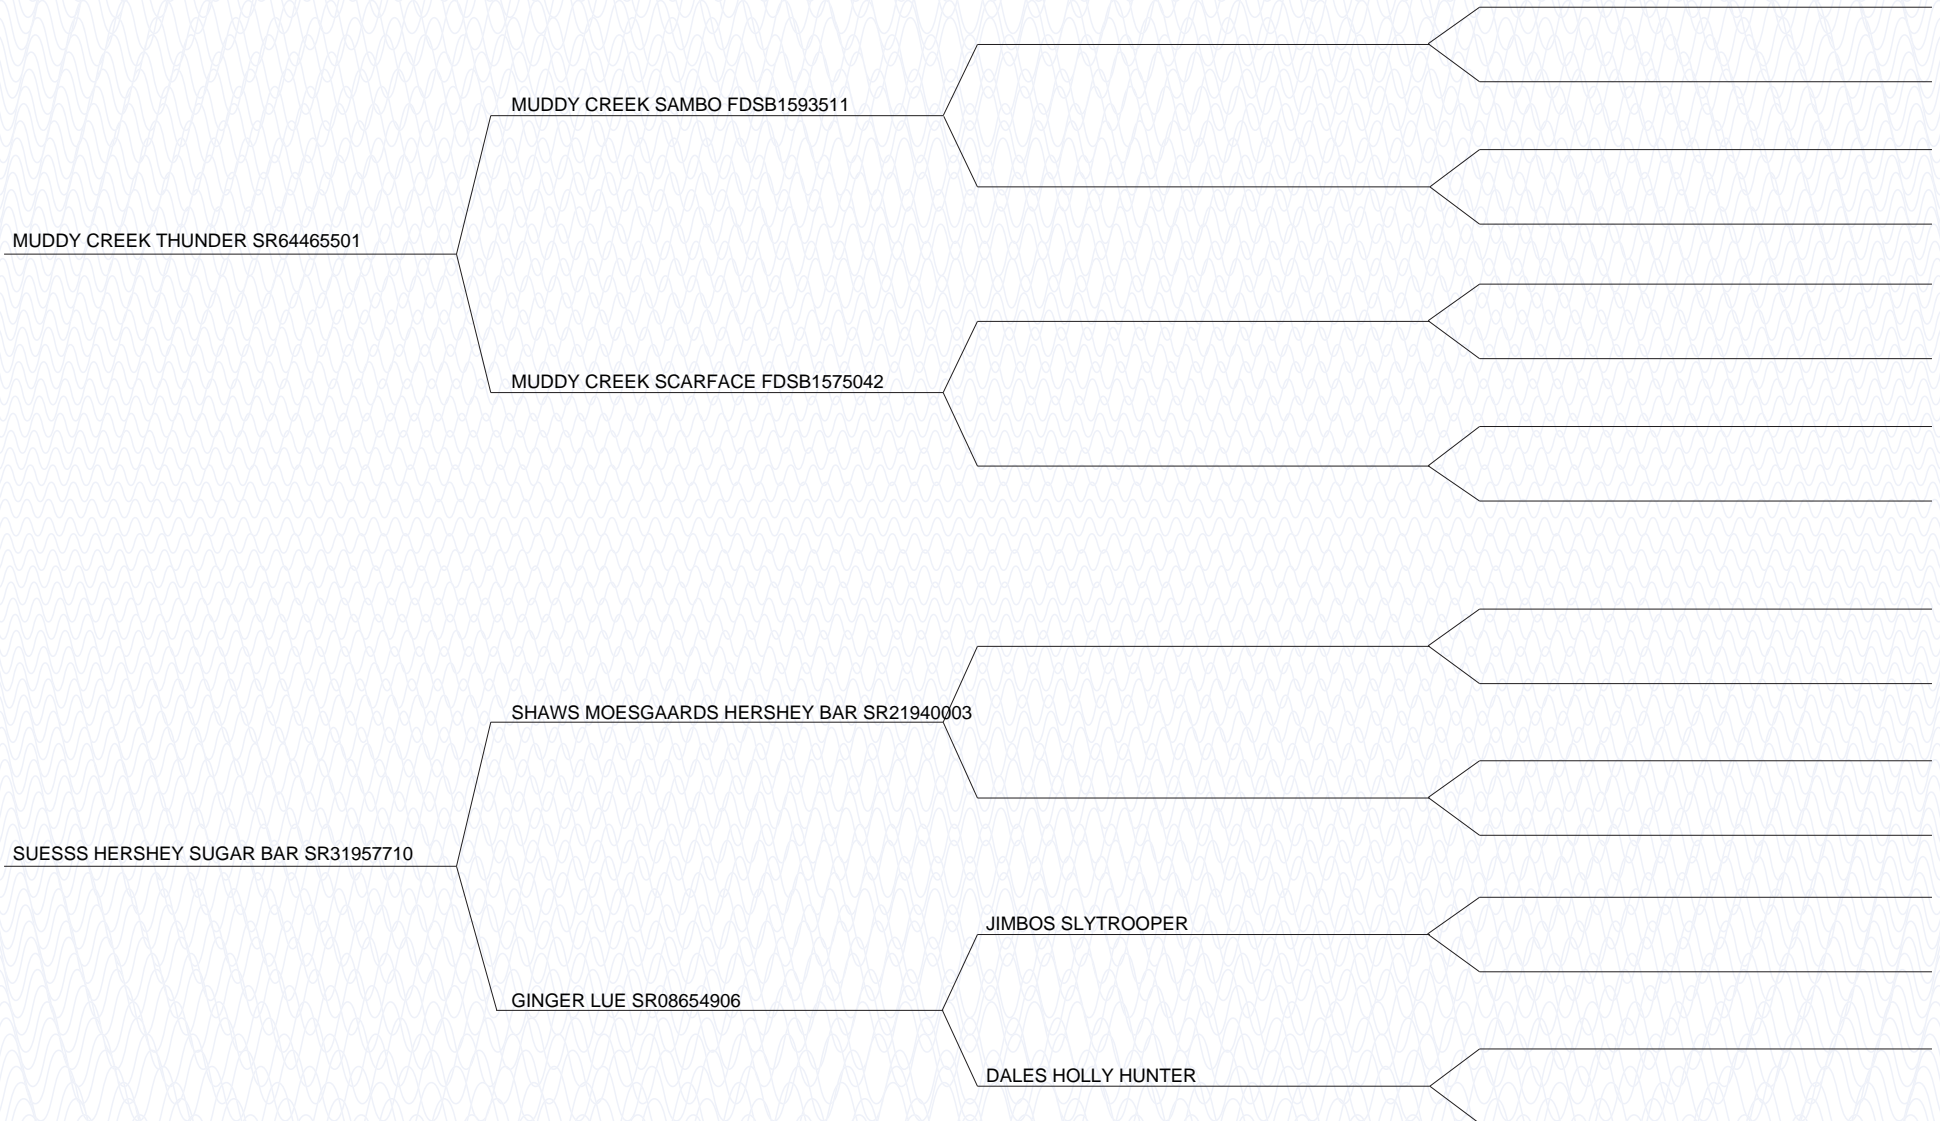 MUDDY CREEK SAMBO FDSB1593511
MUDDY CREEK THUNDER SR64465501
MUDDY CREEK SCARFACE FDSB1575042
SHAWS MOESGAARDS HERSHEY BAR SR21940003
SUESSS HERSHEY SUGAR BAR SR31957710
JIMBOS SLYTROOPER
GINGER LUE SR08654906
DALES HOLLY HUNTER